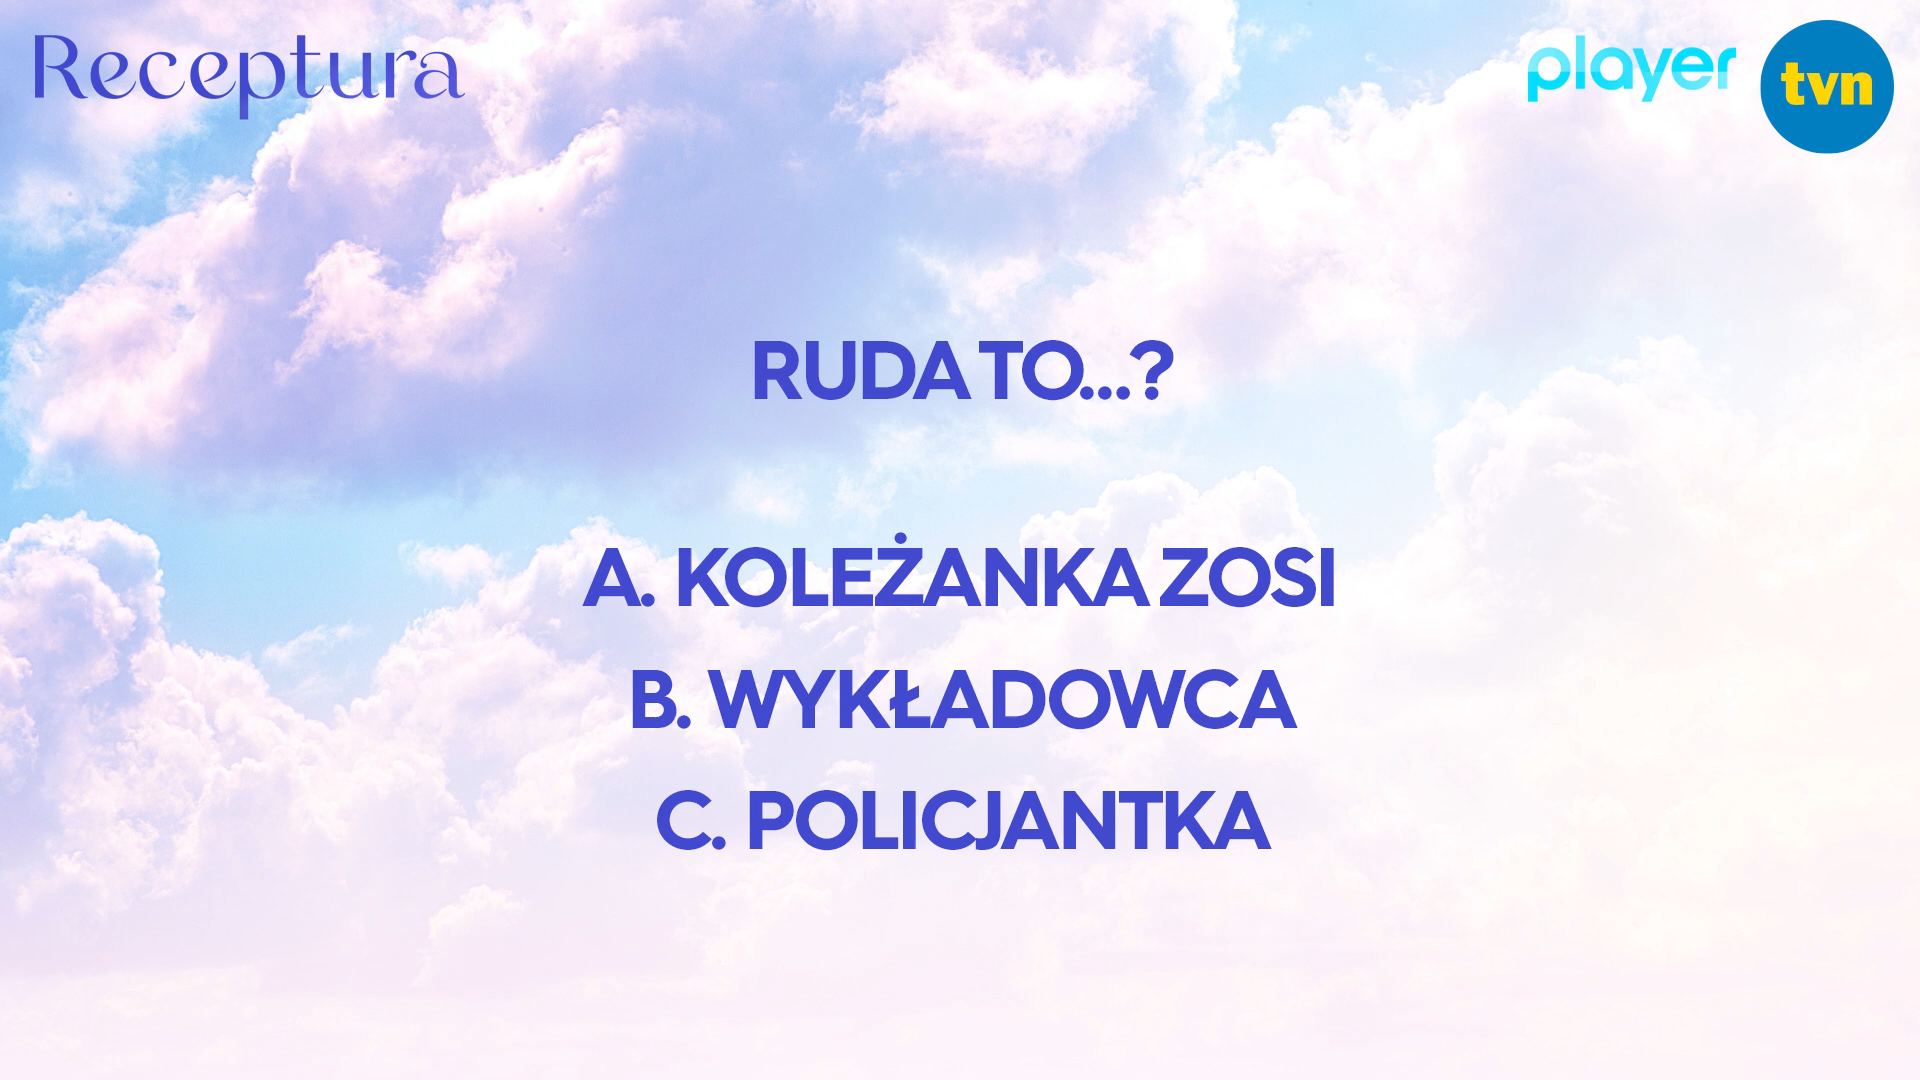 Receptura
player
tvn
RUDA TO...?
A. KOLEŻANKA ZOSI
B. WYKŁADOWCA
C. POLICJANTKA